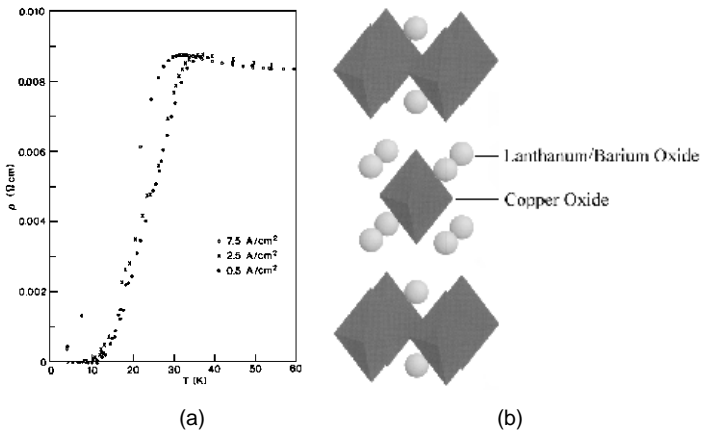 0.010
0.008
0.006
0.004
0.002
0
ρ (Ω cm)
7.5 A/cm²
2.5 A/cm²
0.5 A/cm²
0 10 20 30 40 50 60
T (K)
(a)
Lanthanum/Barium Oxide
Copper Oxide
(b)